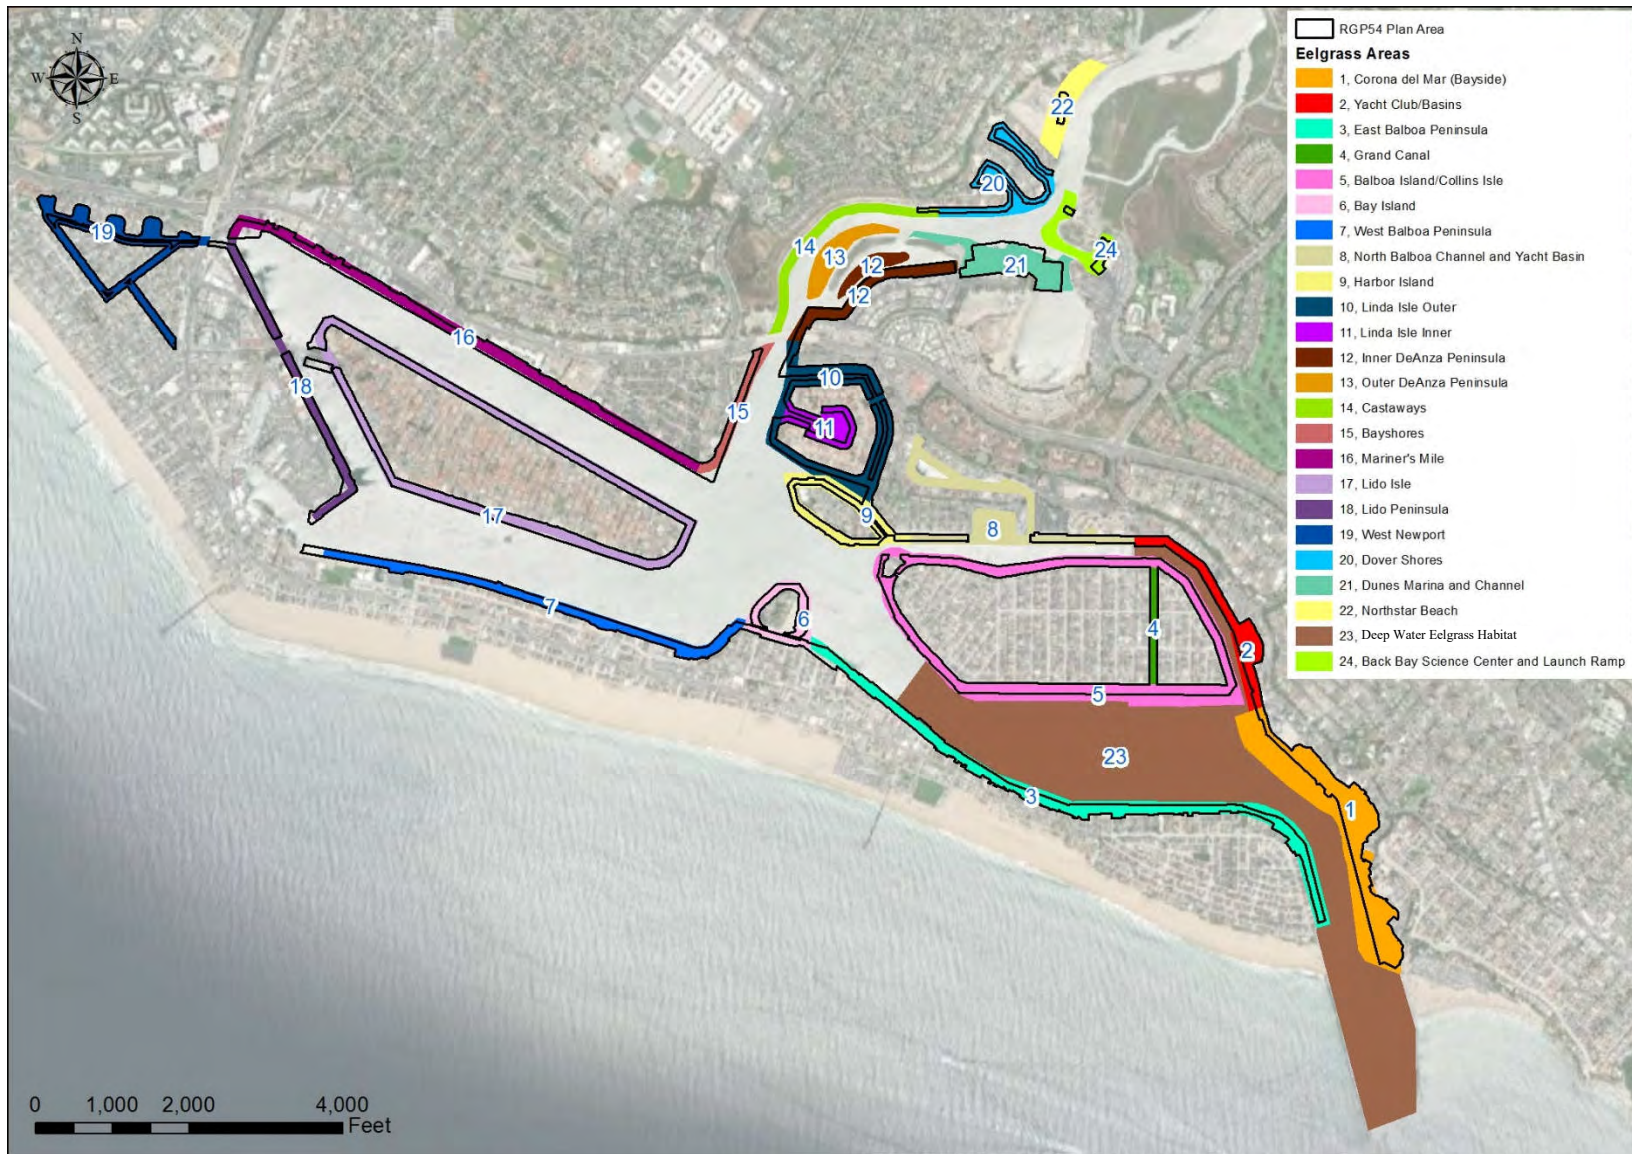 N
W E
S
RGP54 Plan Area
Eelgrass Areas
1, Corona del Mar (Bayside)
2, Yacht Club/Basins
3, East Balboa Peninsula
4, Grand Canal
5, Balboa Island/Collins Isle
6, Bay Island
7, West Balboa Peninsula
8, North Balboa Channel and Yacht Basin
9, Harbor Island
10, Linda Isle Outer
11, Linda Isle Inner
12, Inner DeAnza Peninsula
13, Outer DeAnza Peninsula
14, Castaways
15, Bayshores
16, Mariner's Mile
17, Lido Isle
18, Lido Peninsula
19, West Newport
20, Dover Shores
21, Dunes Marina and Channel
22, Northstar Beach
23, Deep Water Eelgrass Habitat
24, Back Bay Science Center and Launch Ramp
22
20
19
14
13
12
21
24
12
16
18
10
15
11
17
9
8
7
6
4
2
5
23
3
1
0 1,000 2,000 4,000
Feet